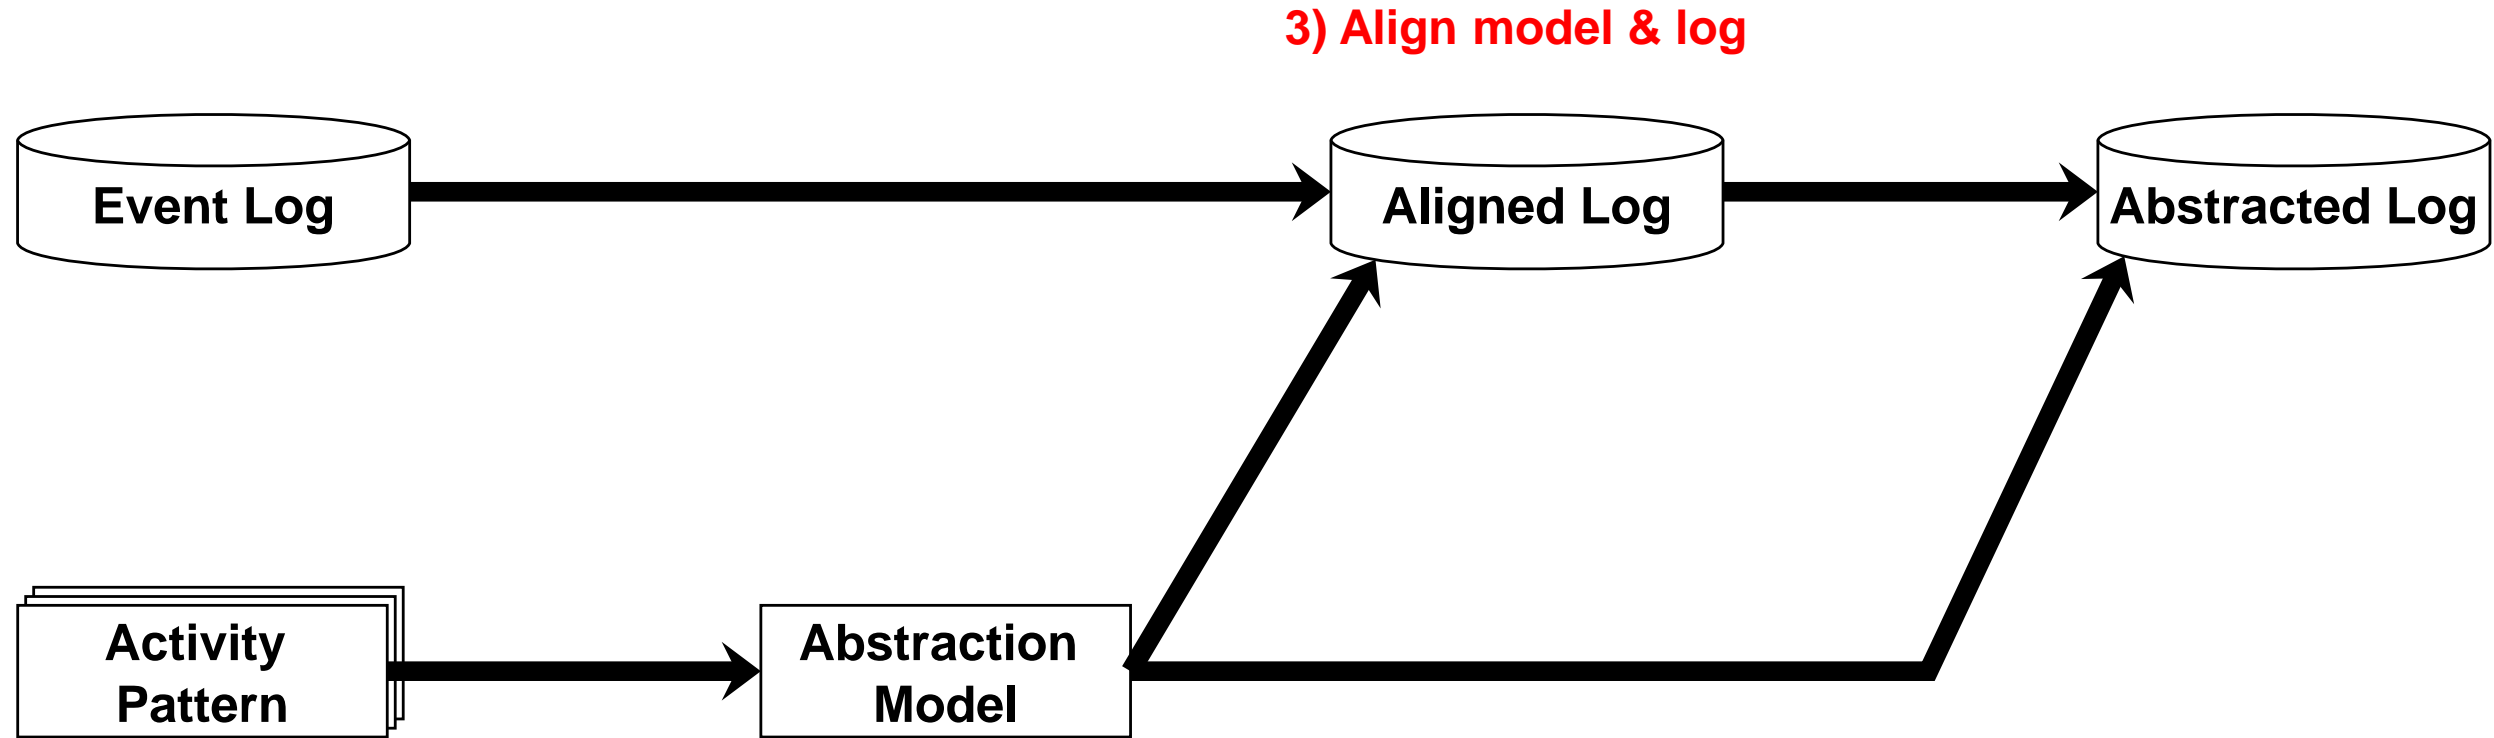 3) Align model & log
Event Log
Aligned Log
Abstracted Log
Activity
Pattern
Abstraction
Model